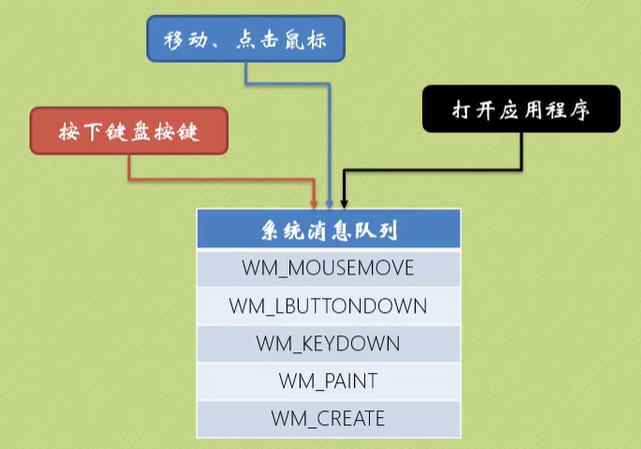 移动、点击鼠标
打开应用程序
按下键盘按键
系统消息队列
WM_MOUSEMOVE
WM_LBUTTONDOWN
WM_KEYDOWN
WM_PAINT
WM_CREATE